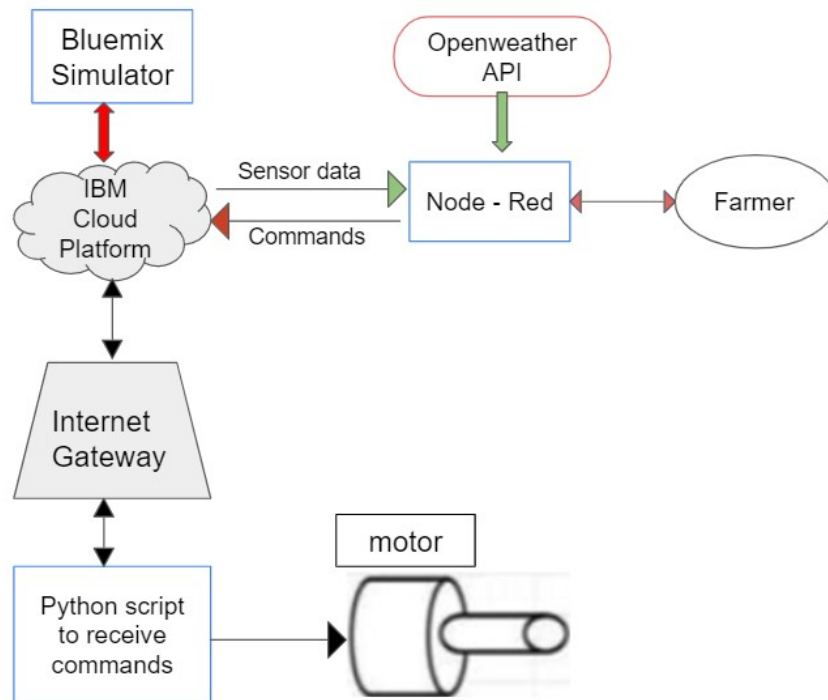 Bluemix
Simulator
Openweather
API
IBM
Cloud
Platform
Sensor data
Commands
Node - Red
Farmer
Internet
Gateway
motor
Python script
to receive
commands